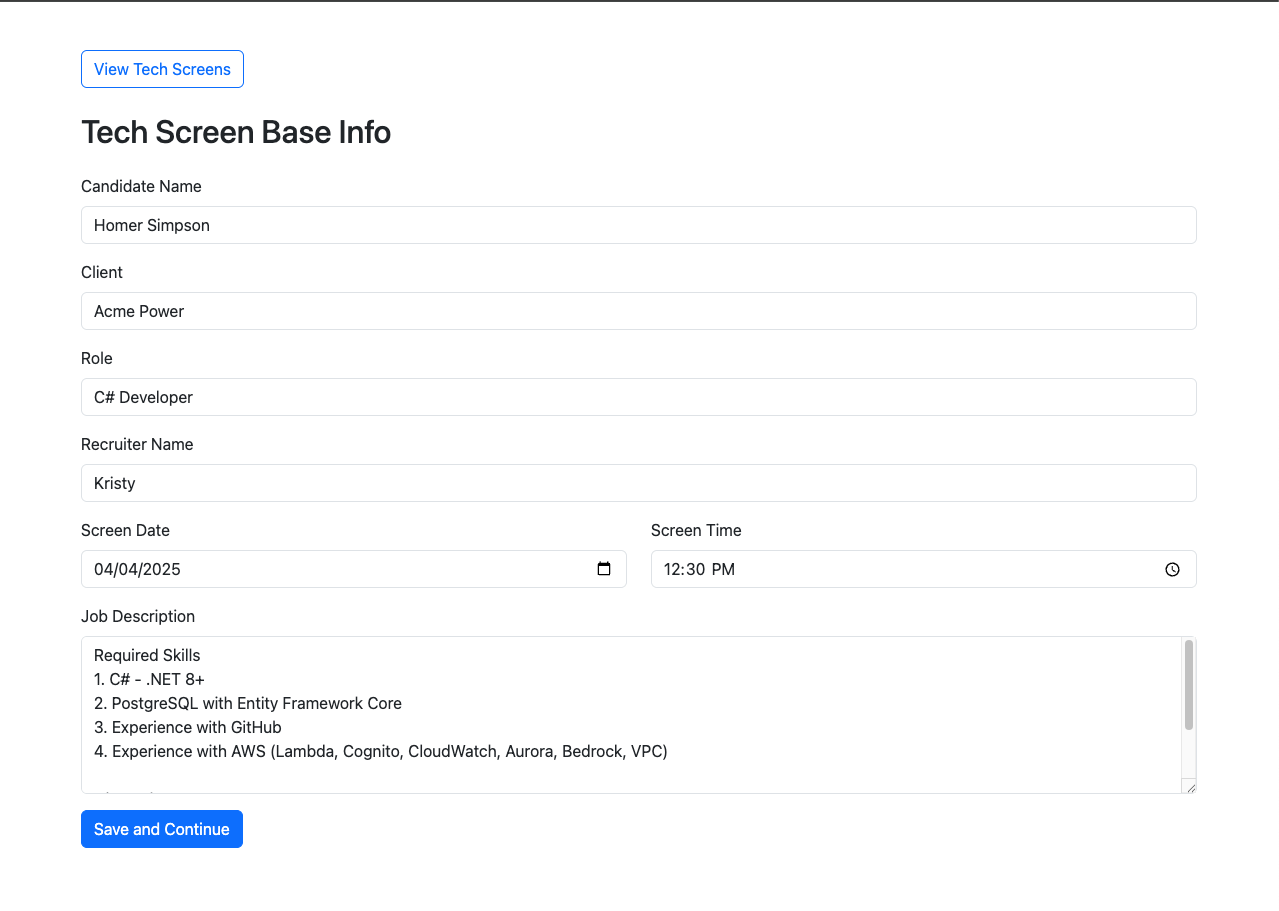 View Tech Screens
Tech Screen Base Info
Candidate Name
Homer Simpson
Client
Acme Power
Role
C# Developer
Recruiter Name
Kristy
Screen Date
Screen Time
04/04/2025
12:30 PM
Job Description
Required Skills
1. C# - .NET 8+
2. PostgreSQL with Entity Framework Core
3. Experience with GitHub
4. Experience with AWS (Lambda, Cognito, CloudWatch, Aurora, Bedrock, VPC)
Save and Continue